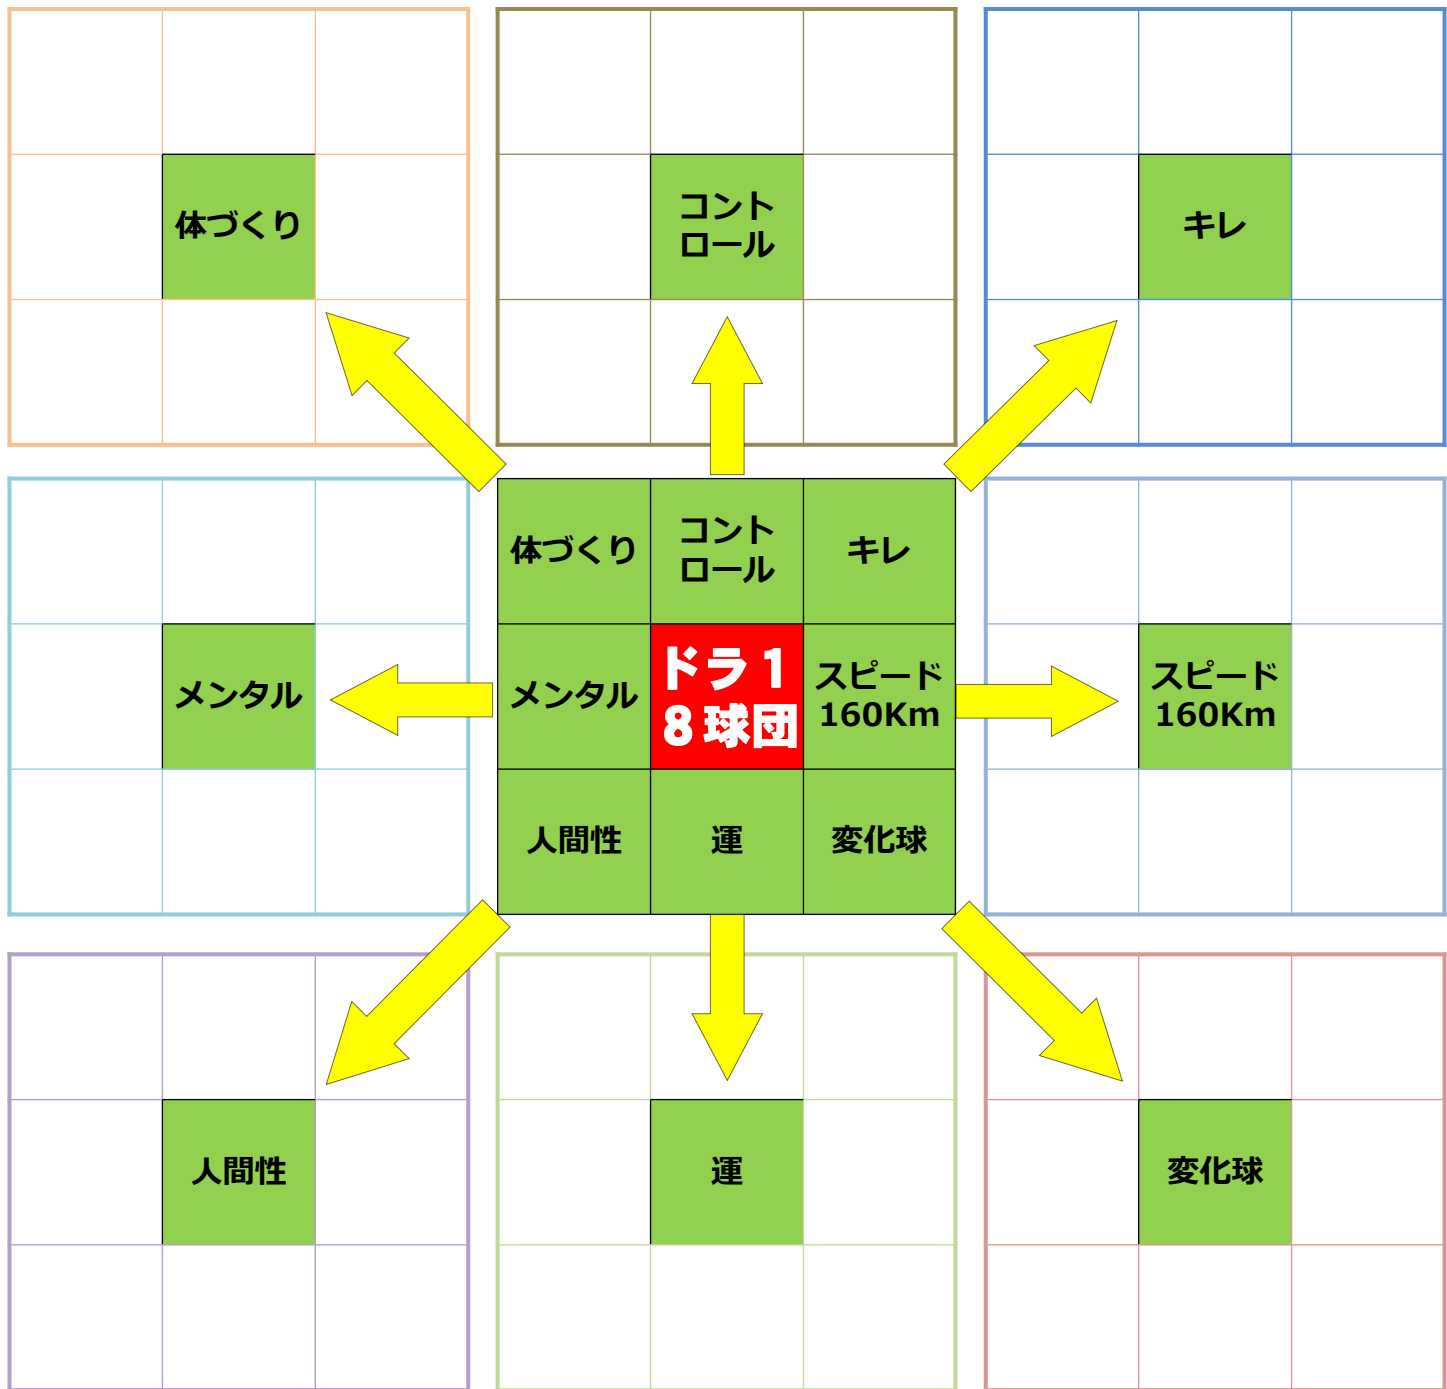 体づくり
コント
ロール
キレ
体づくり
コント
ロール
キレ
メンタル
メンタル
ドラ１
８球団
スピード
160Km
スピード
160Km
人間性
運
変化球
人間性
運
変化球